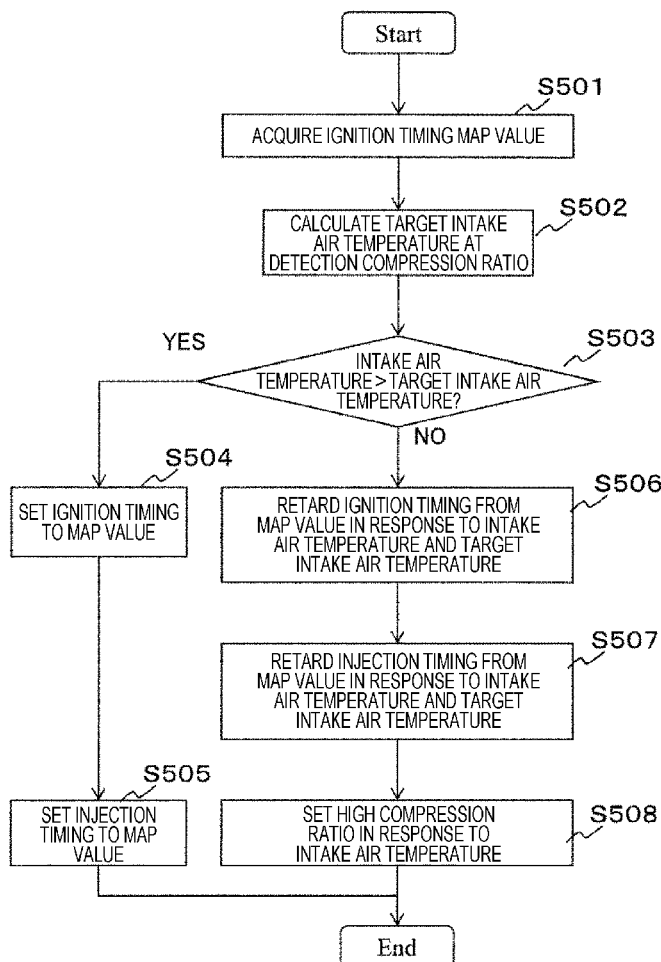 Start
S501
ACQUIRE IGNITION TIMING MAP VALUE
S502
CALCULATE TARGET INTAKE
AIR TEMPERATURE AT
DETECTION COMPRESSION RATIO
S503
YES
INTAKE AIR
TEMPERATURE>TARGET INTAKE AIR
TEMPERATURE?
NO
S504
SET IGNITION TIMING
TO MAP VALUE
S506
RETARD IGNITION TIMING FROM
MAP VALUE IN RESPONSE TO INTAKE
AIR TEMPERATURE AND TARGET
INTAKE AIR TEMPERATURE
S507
RETARD INJECTION TIMING FROM
MAP VALUE IN RESPONSE TO INTAKE
AIR TEMPERATURE AND TARGET
INTAKE AIR TEMPERATURE
S505
SET INJECTION
TIMING TO MAP
VALUE
S508
SET HIGH COMPRESSION
RATIO IN RESPONSE TO
INTAKE AIR TEMPERATURE
End